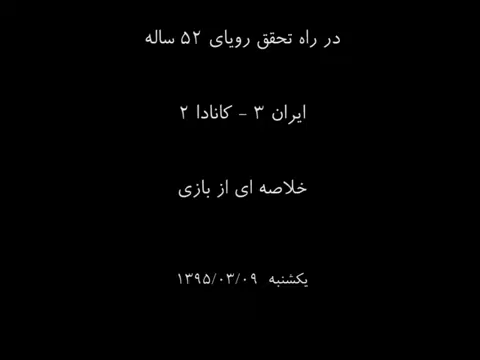 در راه تحقق رویای ۵۲ ساله
ایران ۳ - کانادا ۲
خلاصه ای از بازی
یکشنبه ۱۳۹۵/۰۳/۰۹